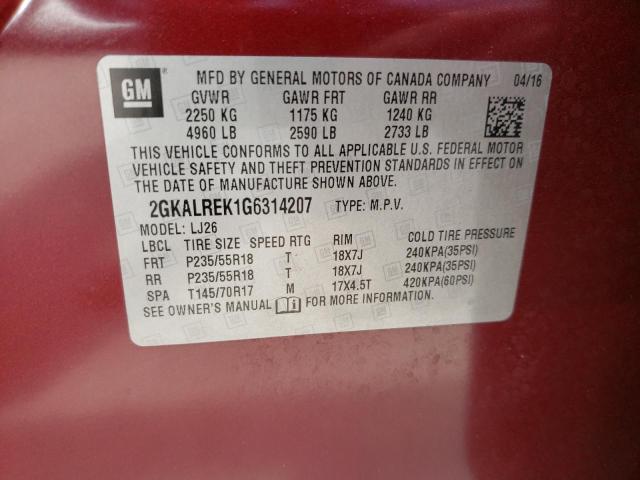 GM
MFD BY GENERAL MOTORS OF CANADA COMPANY 04/16
GVWR GAWR FRT GAWR RR
2250 KG 1175 KG 1240 KG
4960 LB 2590 LB 2733 LB
THIS VEHICLE CONFORMS TO ALL APPLICABLE U.S. FEDERAL MOTOR
VEHICLE SAFETY AND THEFT PREVENTION STANDARDS IN EFFECT ON
THE DATE OF MANUFACTURE SHOWN ABOVE.
2GKALREK1G6314207 TYPE: M.P.V.
MODEL: LJ26
LBCL TIRE SIZE SPEED RTG RIM COLD TIRE PRESSURE
FRT P235/55R18 T 18X7J 240KPA(35PSI)
RR P235/55R18 T 18X7J 240KPA(35PSI)
SPA T145/70R17 M 17X4.5T 420KPA(60PSI)
SEE OWNER'S MANUAL FOR MORE INFORMATION.